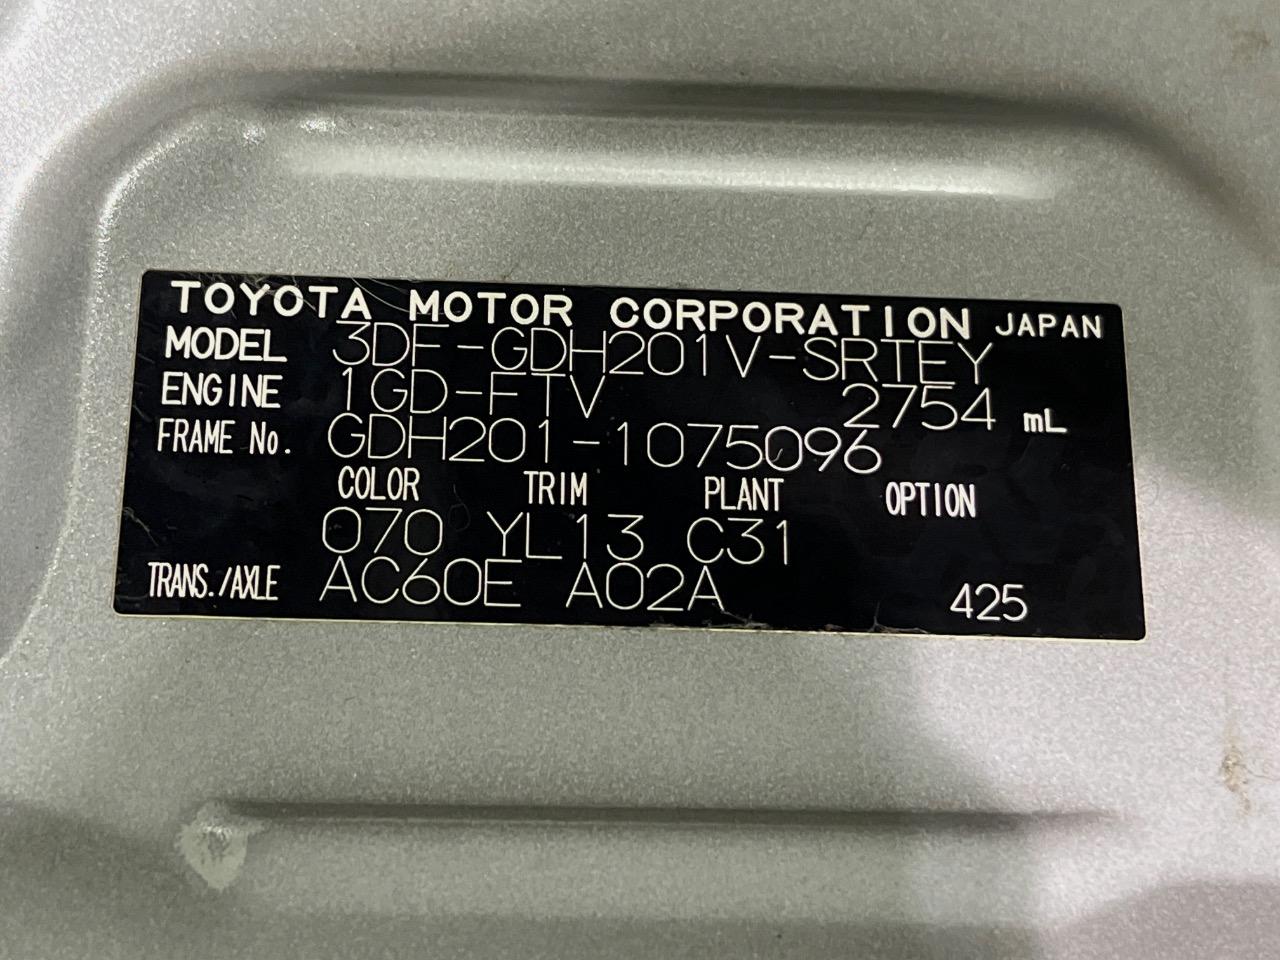 TOYOTA MOTOR CORPORATION JAPAN
MODEL 3DF-GDH201V-SRTEY
ENGINE 1GD-FTV 2754 mL
FRAME No. GDH201-1075096
COLOR TRIM PLANT OPTION
070 YL13 C31
TRANS./AXLE AC60E A02A 425